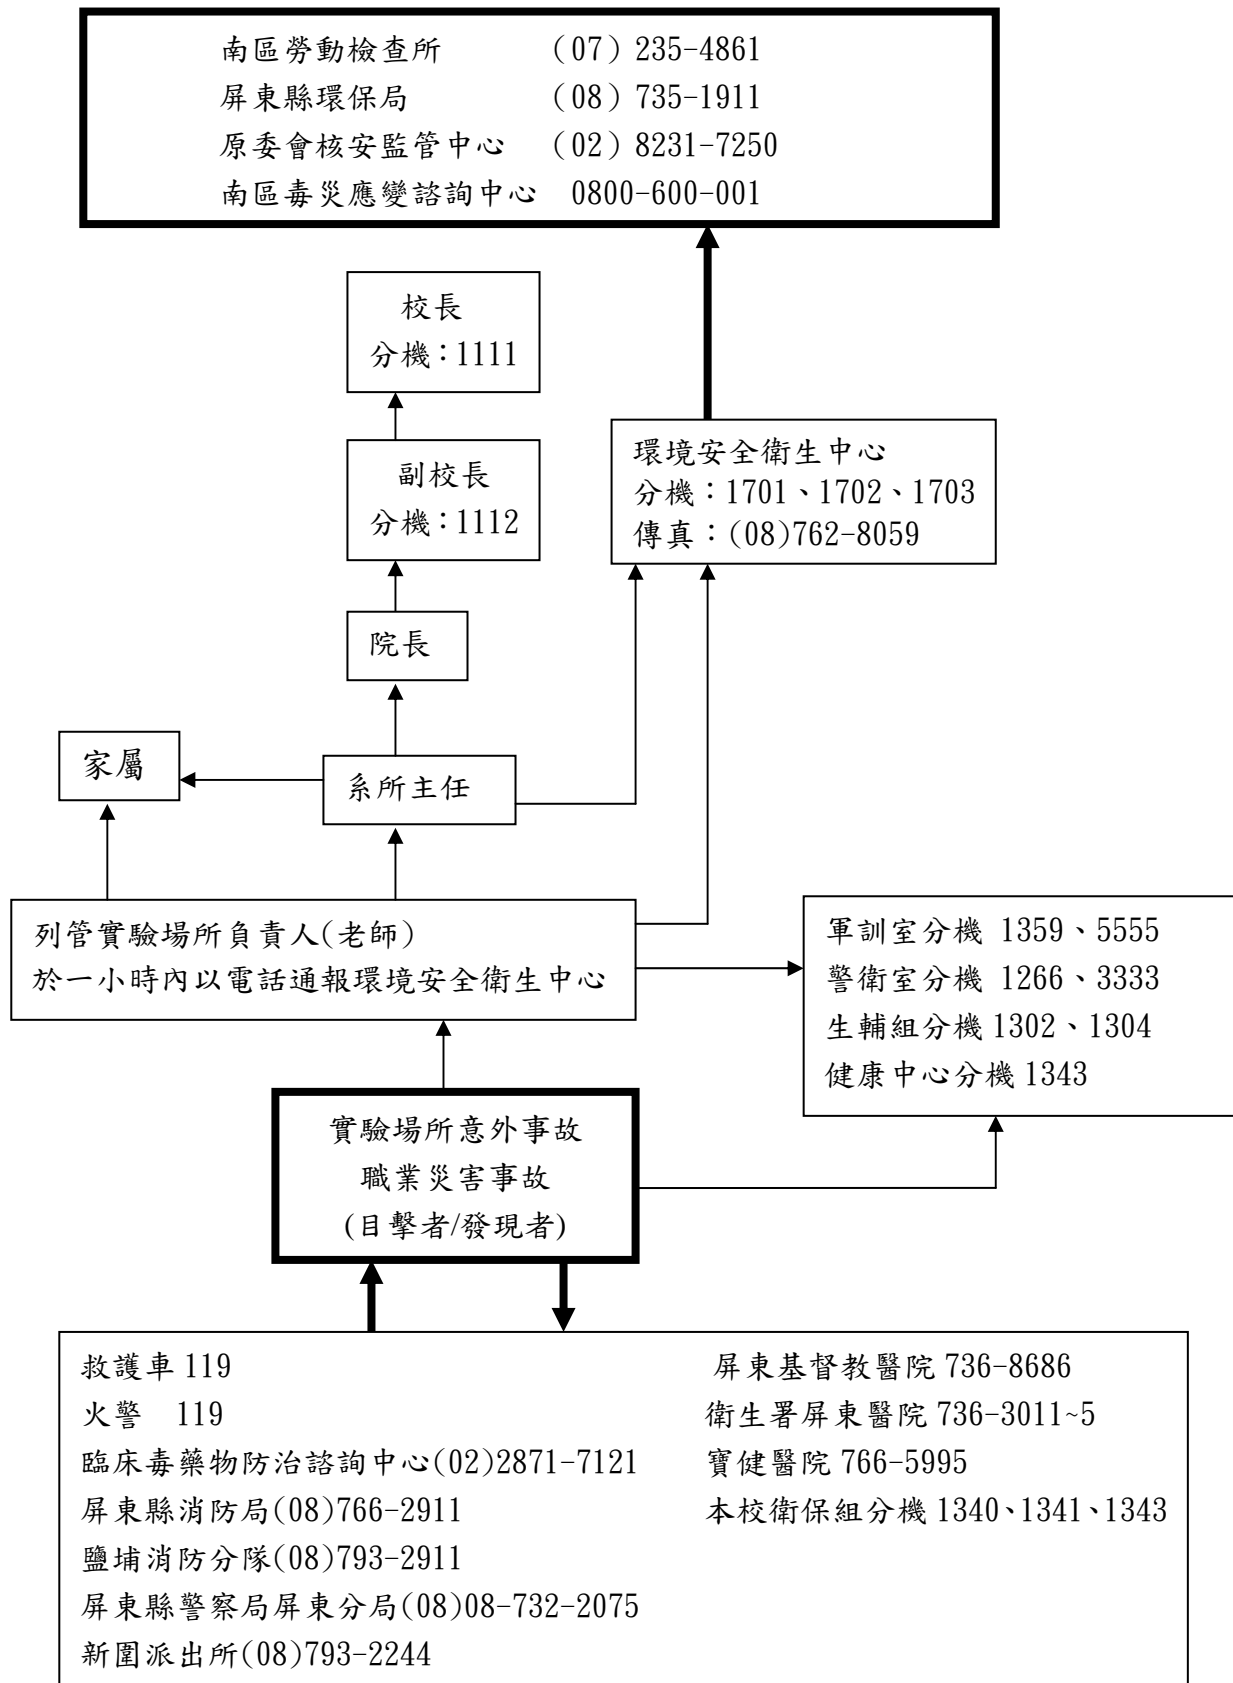 南區勞動檢查所 (07) 235-4861
屏東縣環保局 (08) 735-1911
原委會核安監管中心 (02) 8231-7250
南區毒災應變諮詢中心 0800-600-001
校長
分機：1111
副校長
分機：1112
環境安全衛生中心
分機：1701、1702、1703
傳真：(08)762-8059
院長
家屬
系所主任
列管實驗場所負責人(老師)
於一小時內以電話通報環境安全衛生中心
軍訓室分機 1359、5555
警衛室分機 1266、3333
生輔組分機 1302、1304
健康中心分機 1343
實驗場所意外事故
職業災害事故
(目擊者/發現者)
救護車 119
火警 119
臨床毒藥物防治諮詢中心(02)2871-7121
屏東縣消防局(08)766-2911
鹽埔消防分隊(08)793-2911
屏東縣警察局屏東分局(08)08-732-2075
新圍派出所(08)793-2244
屏東基督教醫院 736-8686
衛生署屏東醫院 736-3011~5
寶健醫院 766-5995
本校衛保組分機 1340、1341、1343